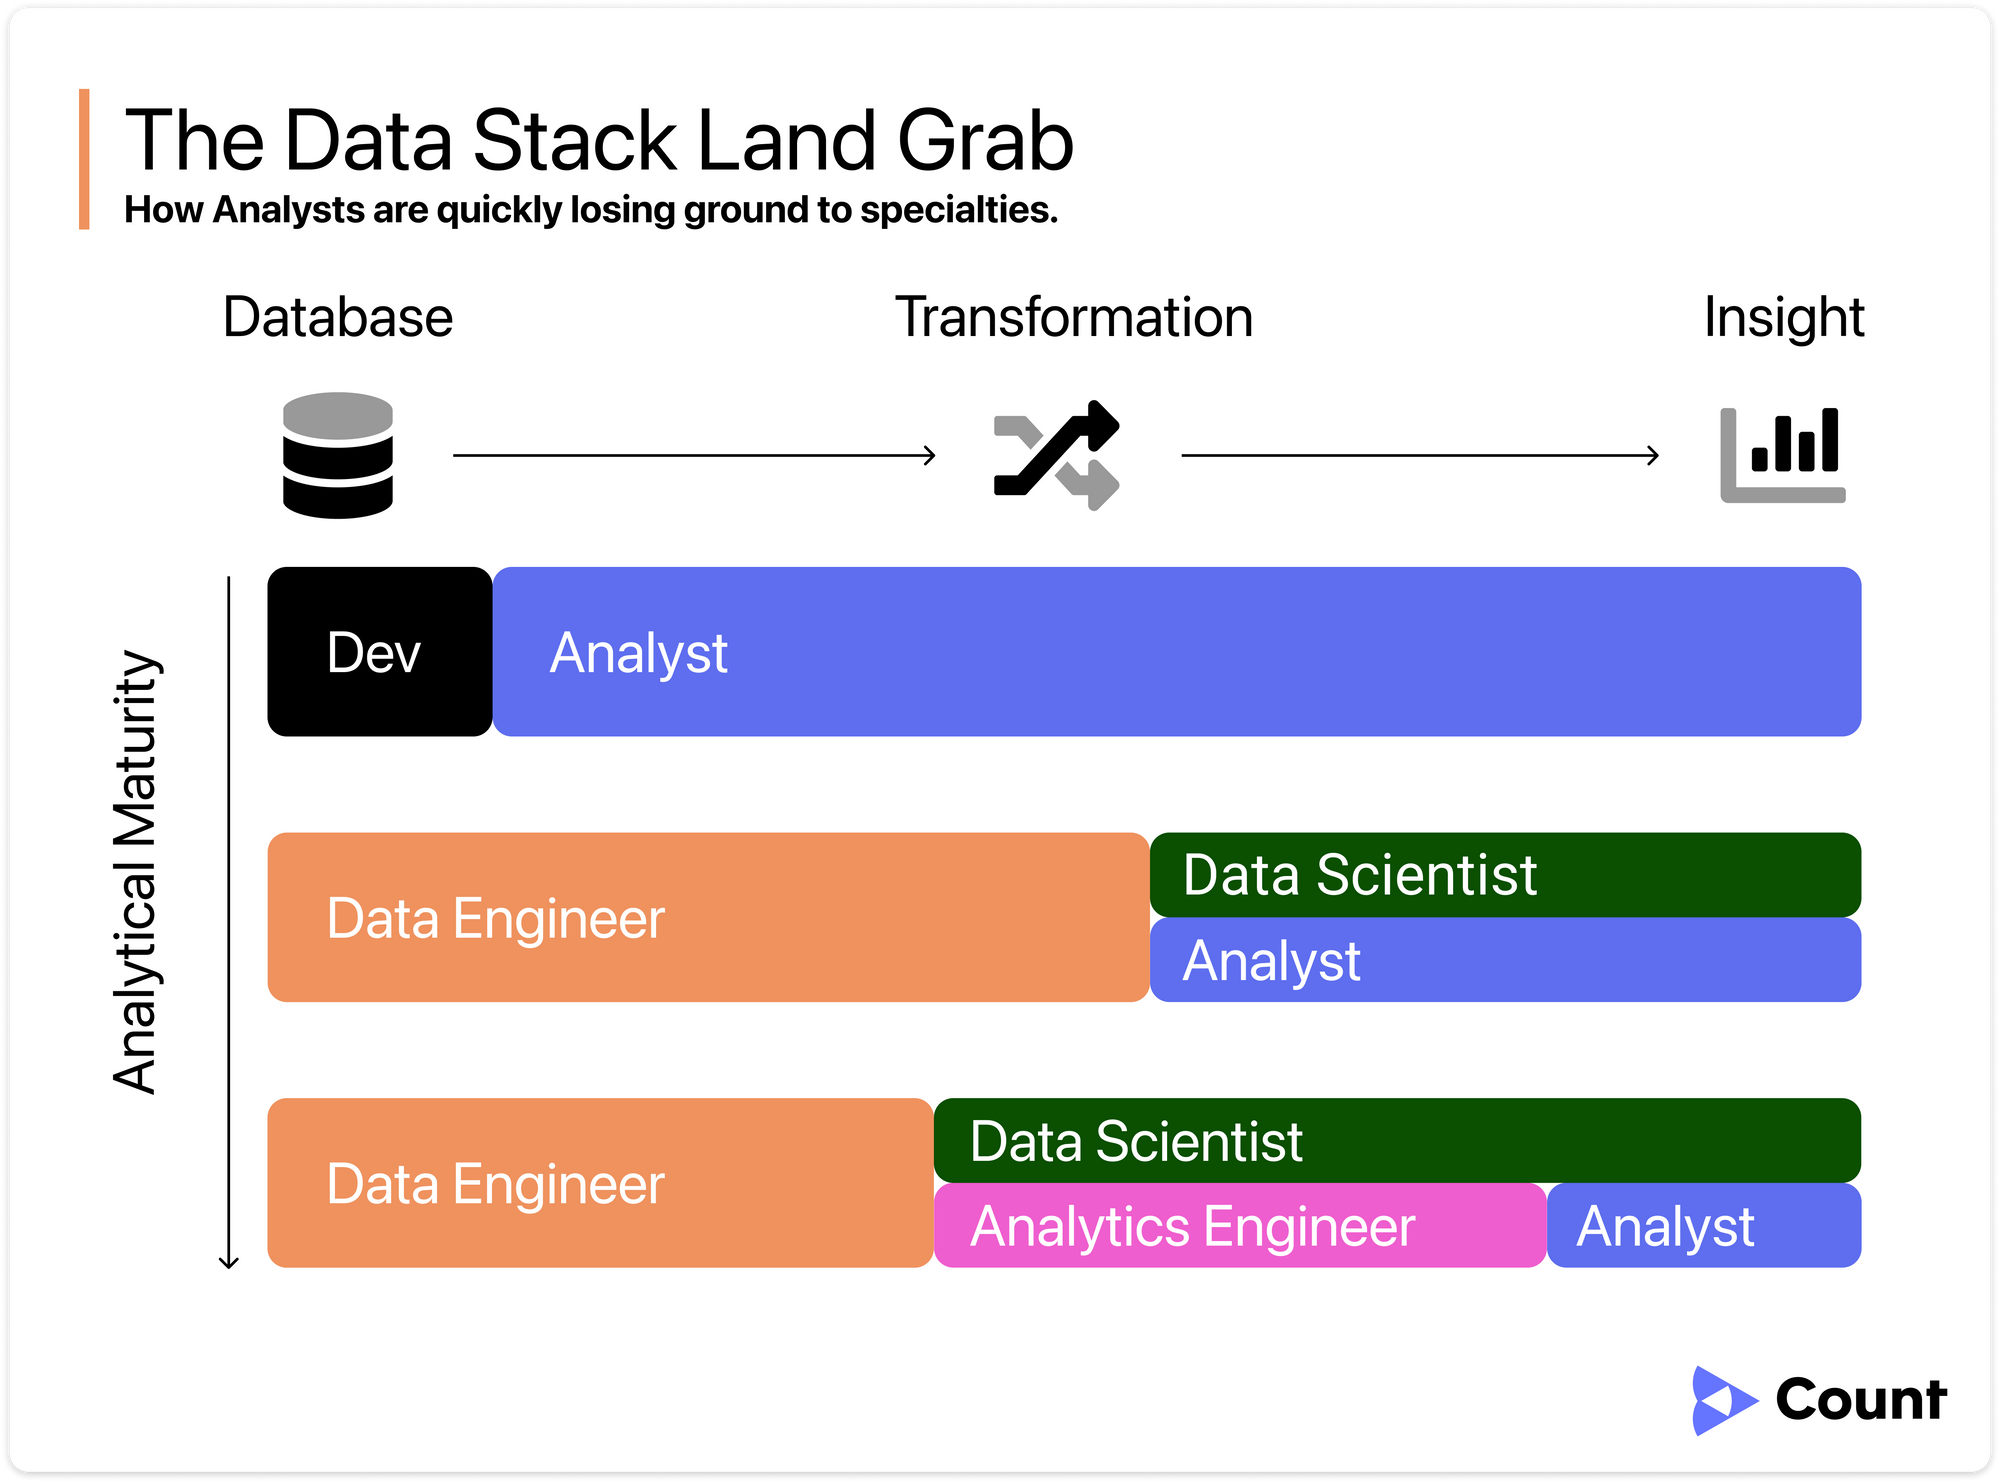 The Data Stack Land Grab
How Analysts are quickly losing ground to specialties.
Database
Transformation
Insight
Analytical Maturity
Dev
Analyst
Data Engineer
Data Scientist
Analyst
Data Engineer
Data Scientist
Analytics Engineer
Analyst
Count